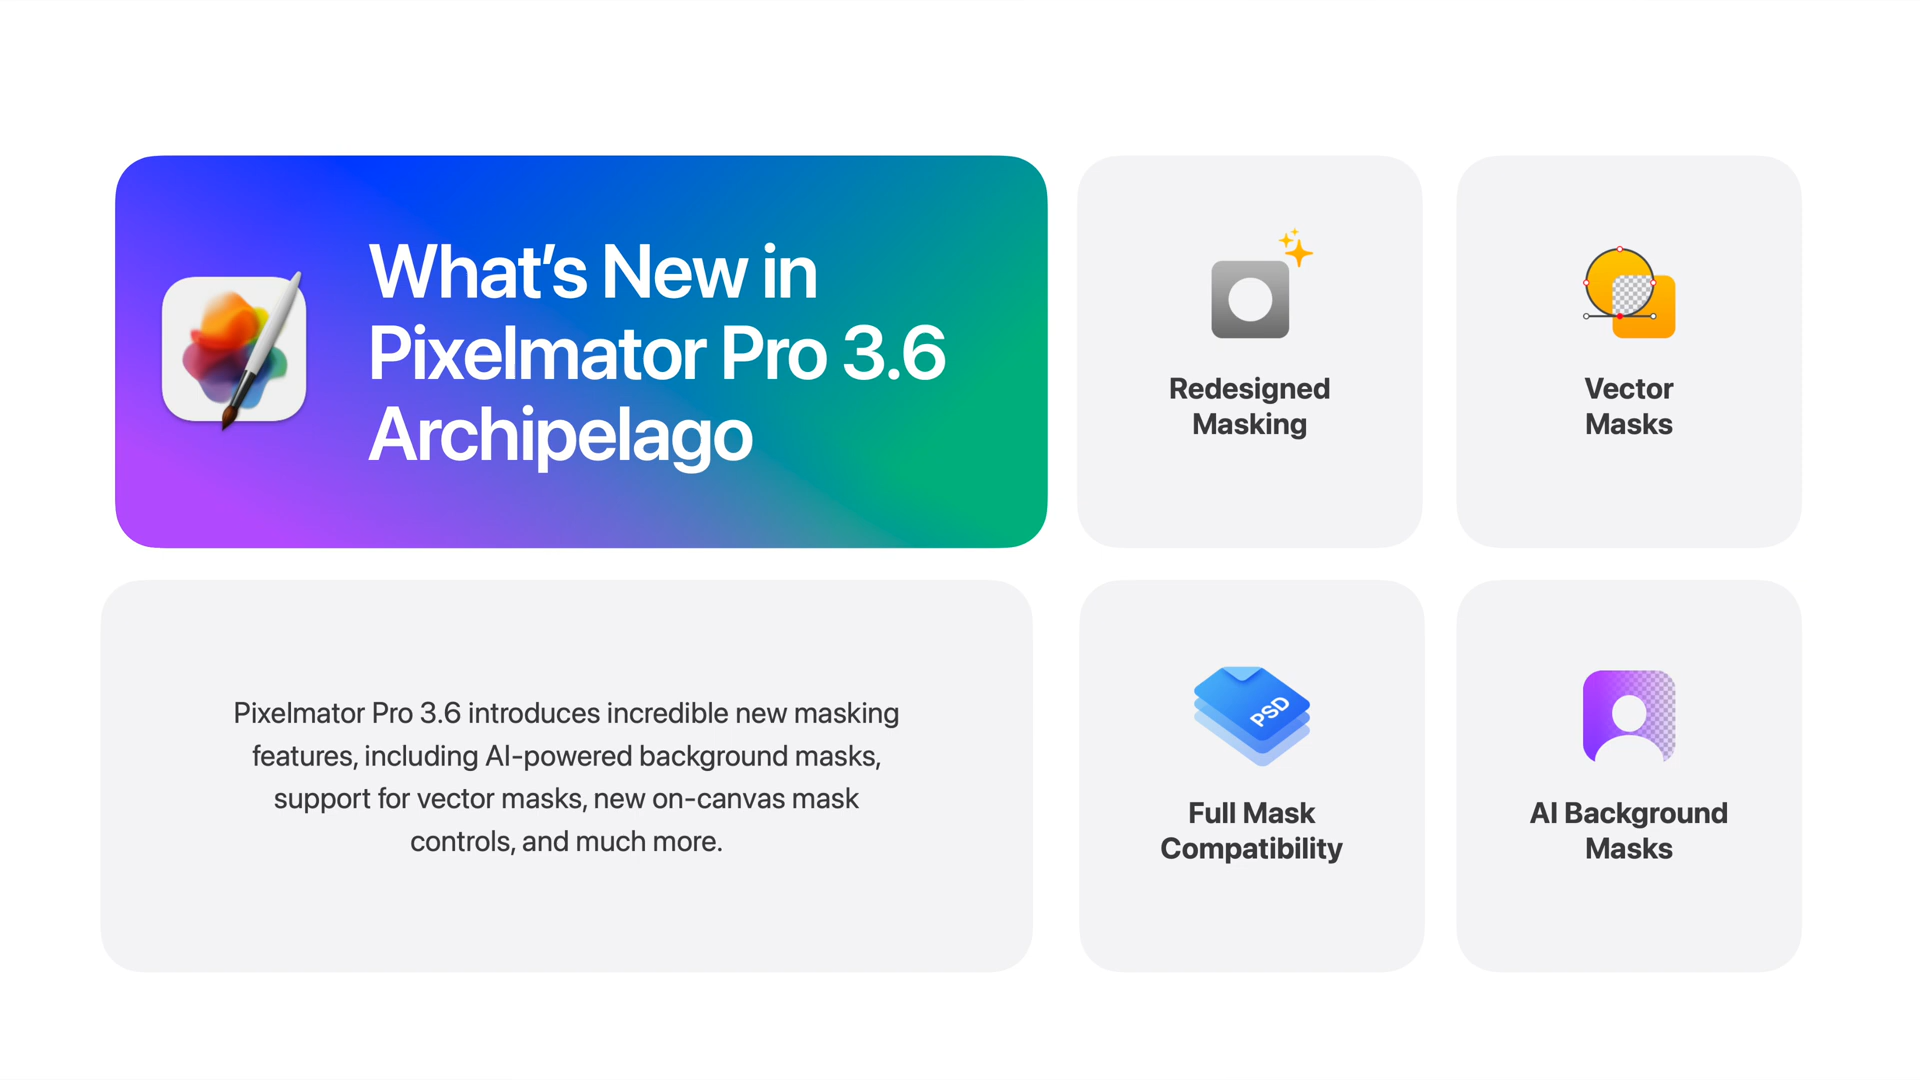 What's New in
Pixelmator Pro 3.6
Archipelago
Redesigned
Masking
Vector
Masks
Pixelmator Pro 3.6 introduces incredible new masking
features, including AI-powered background masks,
support for vector masks, new on-canvas mask
controls, and much more.
PSD
Full Mask
Compatibility
AI Background
Masks